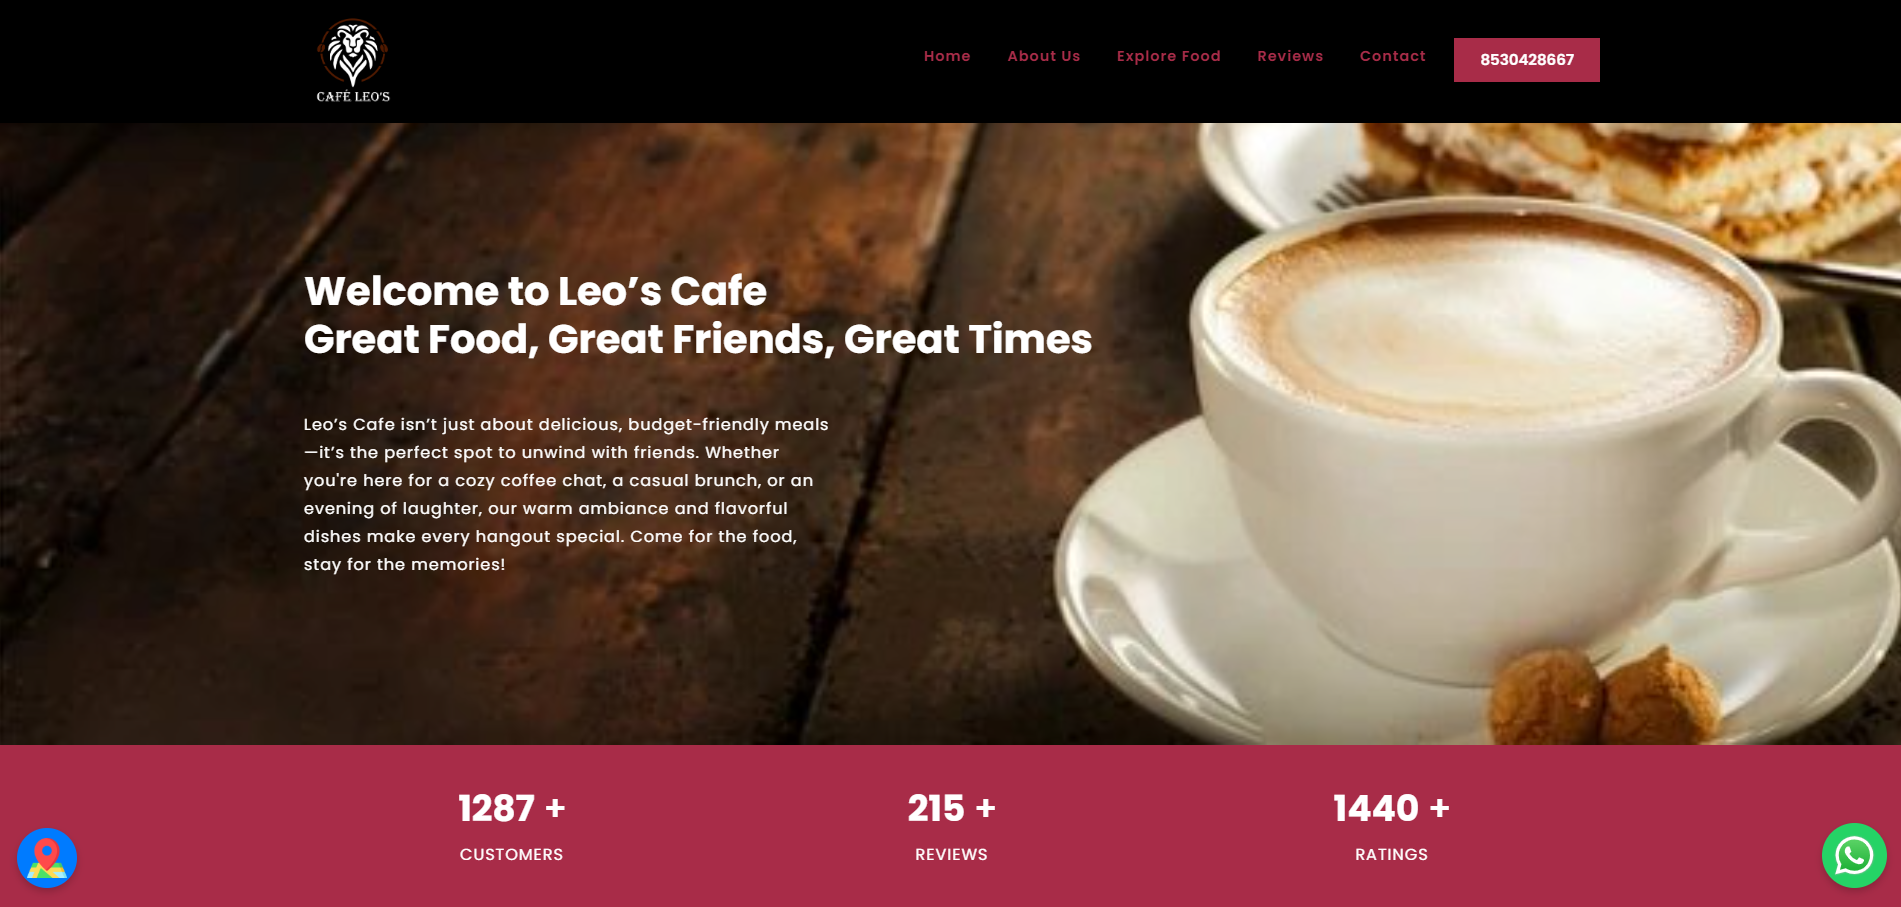 CAFÉ LEO'S
Home
About Us
Explore Food
Reviews
Contact
8530428667
Welcome to Leo’s Cafe
Great Food, Great Friends, Great Times
Leo’s Cafe isn’t just about delicious, budget-friendly meals
—it’s the perfect spot to unwind with friends. Whether
you're here for a cozy coffee chat, a casual brunch, or an
evening of laughter, our warm ambiance and flavorful
dishes make every hangout special. Come for the food,
stay for the memories!
1287 +
CUSTOMERS
215 +
REVIEWS
1440 +
RATINGS